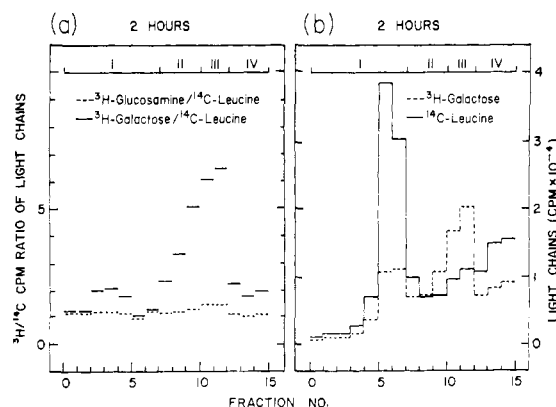 (a) 2 HOURS
I II III IV
³H-Glucosamine/¹⁴C-Leucine
³H-Galactose/¹⁴C-Leucine
³H/¹⁴C CPM RATIO OF LIGHT CHAINS
5
0
0 5 10 15
(b) 2 HOURS
I II III IV
³H-Galactose
¹⁴C-Leucine
4
3
2
1
0
LIGHT CHAINS (CPM×10⁻⁴)
0 5 10 15
FRACTION NO.